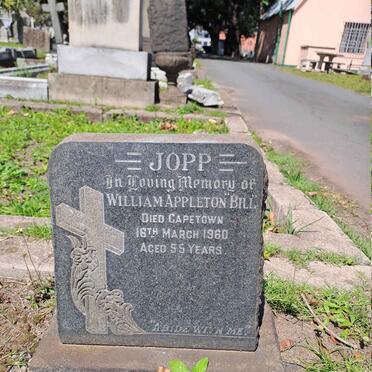 JOPP
In Loving Memory of
WILLIAM APPLETON BILL
DIED CAPETOWN
16TH MARCH 1960
AGED 55 YEARS
"ABIDE WITH ME"